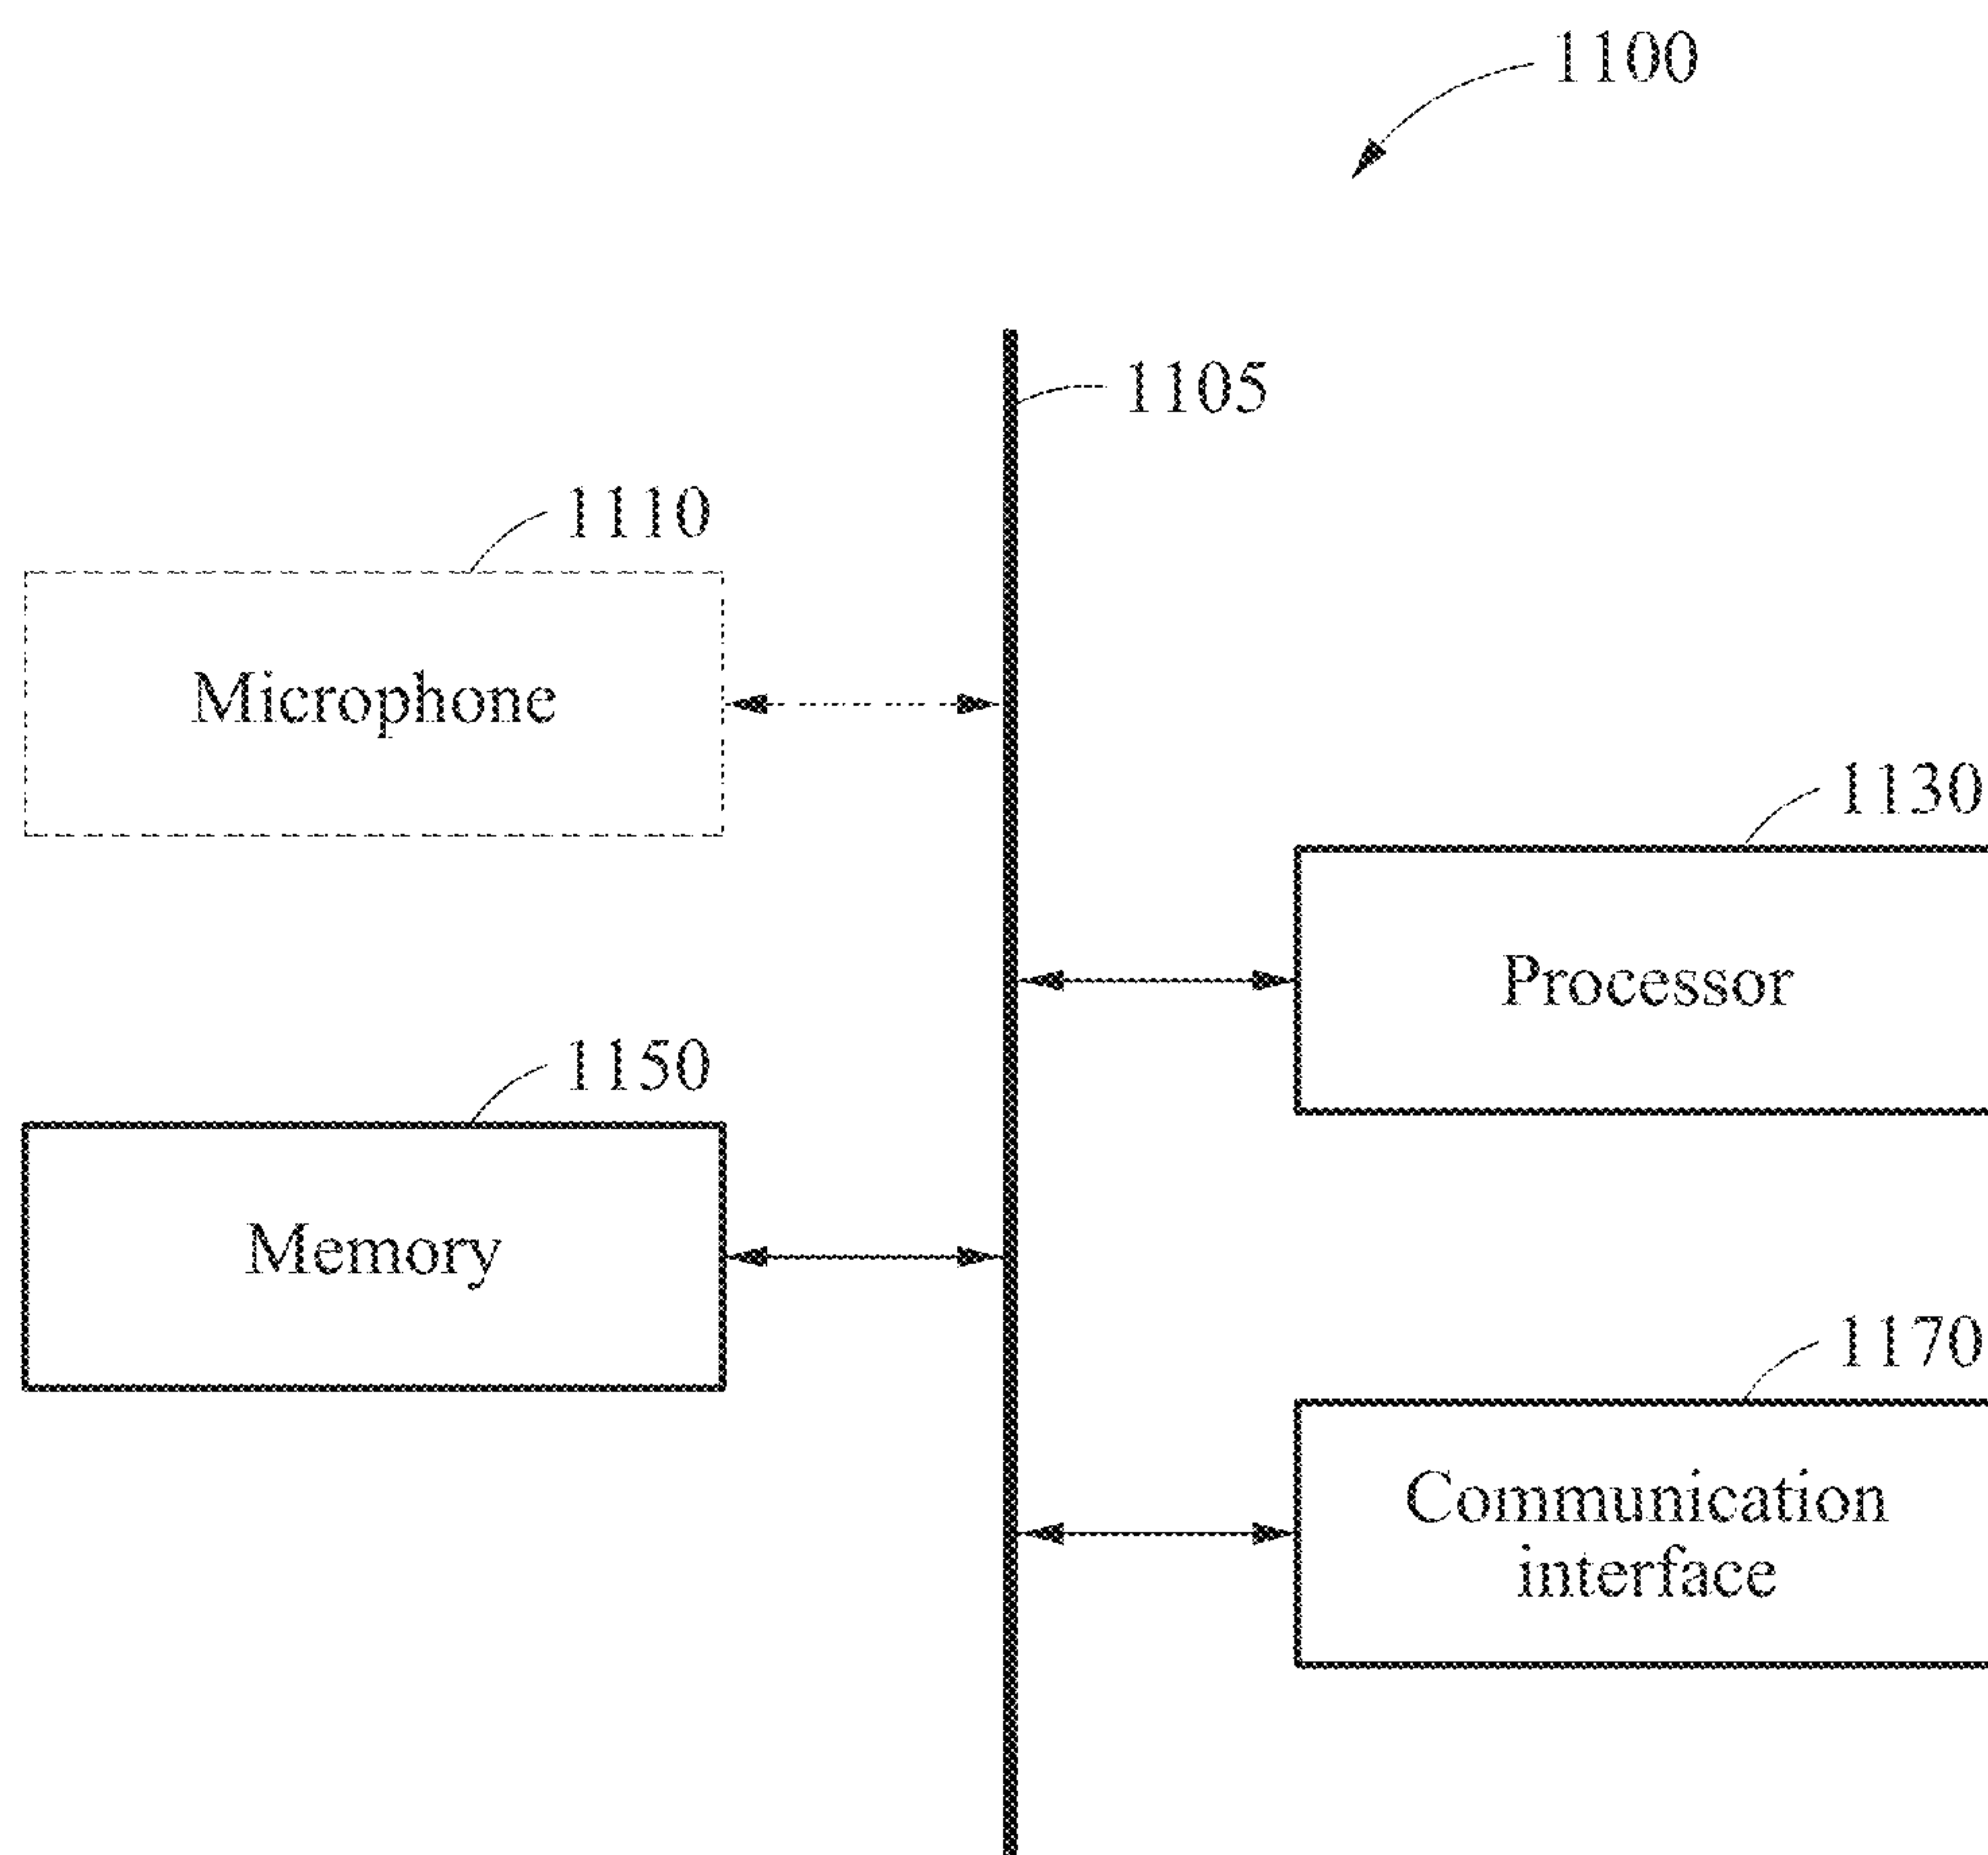 1100
1105
1110
Microphone
1130
Processor
1150
Memory
1170
Communication
interface